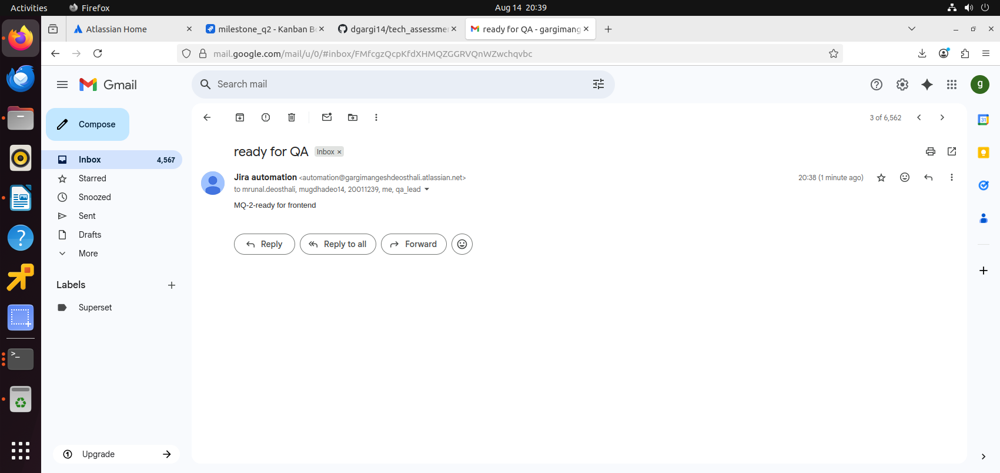 Activities
Firefox
Aug 14 20:39
Atlassian Home
milestone_q2 - Kanban Bo
dgargi14/tech_assessmen
ready for QA - gargimang
mail.google.com/mail/u/0/#inbox/FMfcgzQcpKfdXHMQZGGRVQnWZwchqvbc
Gmail
Search mail
g
Compose
3 of 6,562
Inbox 4,567
Starred
Snoozed
Sent
Drafts
More
Labels
Superset
Upgrade
ready for QA
Inbox
Jira automation <automation@gargimangeshdeosthali.atlassian.net>
20:38 (1 minute ago)
to mrunal.deosthali, mugdhadeo14, 20011239, me, qa_lead
MQ-2-ready for frontend
Reply
Reply to all
Forward
31